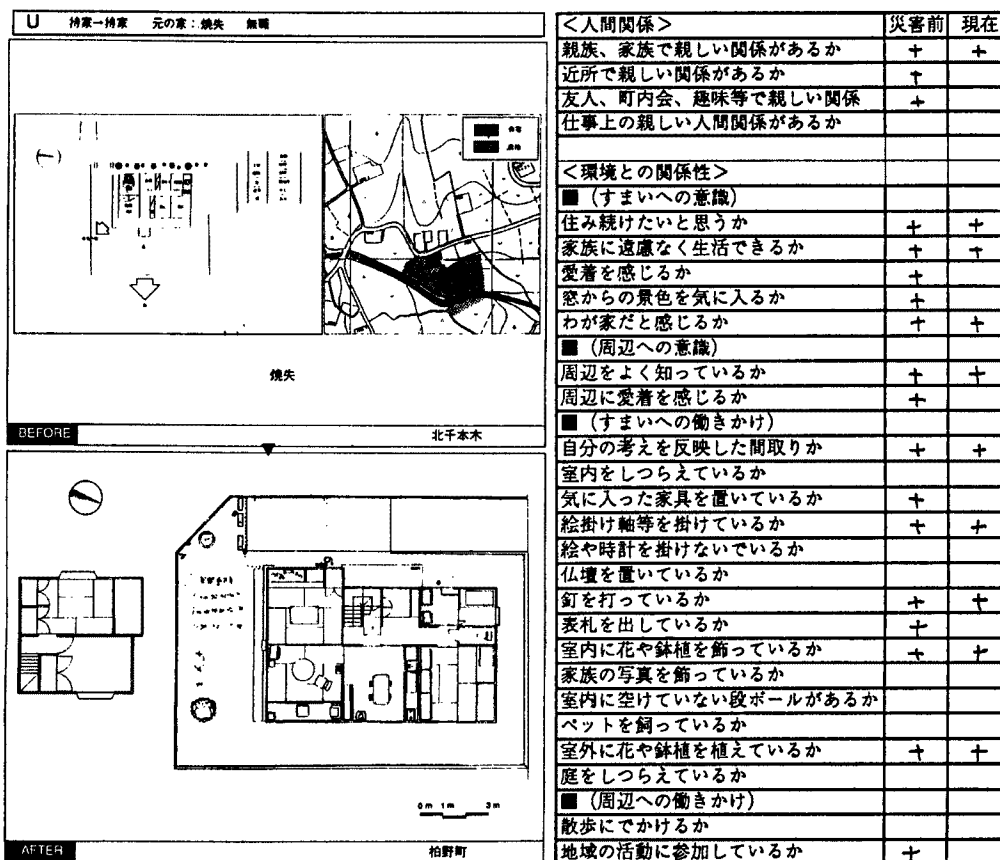 U 持家→持家 元の家:焼失 無職
焼失
BEFORE 北千本木
0m 1m 3m
AFTER 柏野町
<人間関係> 災害前 現在
親族、家族で親しい関係があるか + +
近所で親しい関係があるか +
友人、町内会、趣味等で親しい関係 +
仕事上の親しい人間関係があるか
<環境との関係性>
■(すまいへの意識)
住み続けたいと思うか + +
家族に遠慮なく生活できるか + +
愛着を感じるか +
窓からの景色を気に入るか +
わが家だと感じるか + +
■(周辺への意識)
周辺をよく知っているか + +
周辺に愛着を感じるか +
■(すまいへの働きかけ)
自分の考えを反映した間取りか + +
室内をしつらえているか
気に入った家具を置いているか +
絵掛け軸等を掛けているか + +
絵や時計を掛けないでいるか
仏壇を置いているか
釘を打っているか + +
表札を出しているか +
室内に花や鉢植を飾っているか + +
家族の写真を飾っているか
室内に空けていない段ボールがあるか
ペットを飼っているか
室外に花や鉢植を植えているか + +
庭をしつらえているか
■(周辺への働きかけ)
散歩にでかけるか
地域の活動に参加しているか +